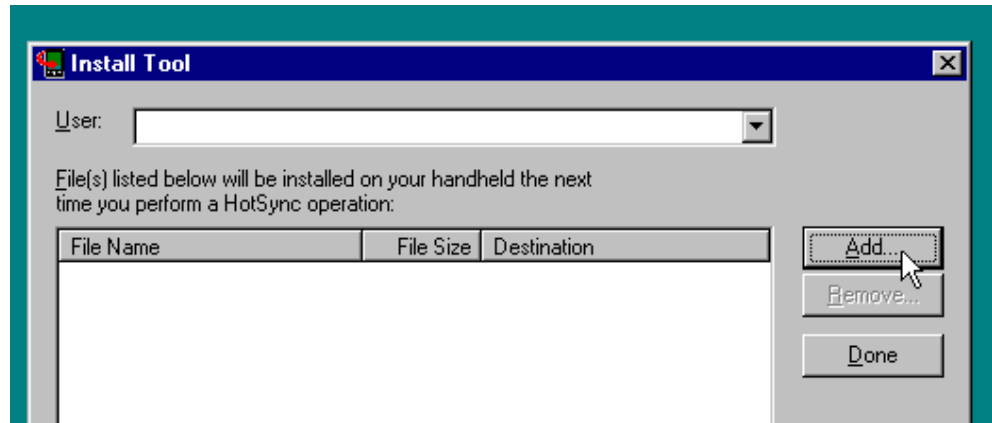 Install Tool
User:
File(s) listed below will be installed on your handheld the next
time you perform a HotSync operation:
File Name File Size Destination
Add...
Remove...
Done